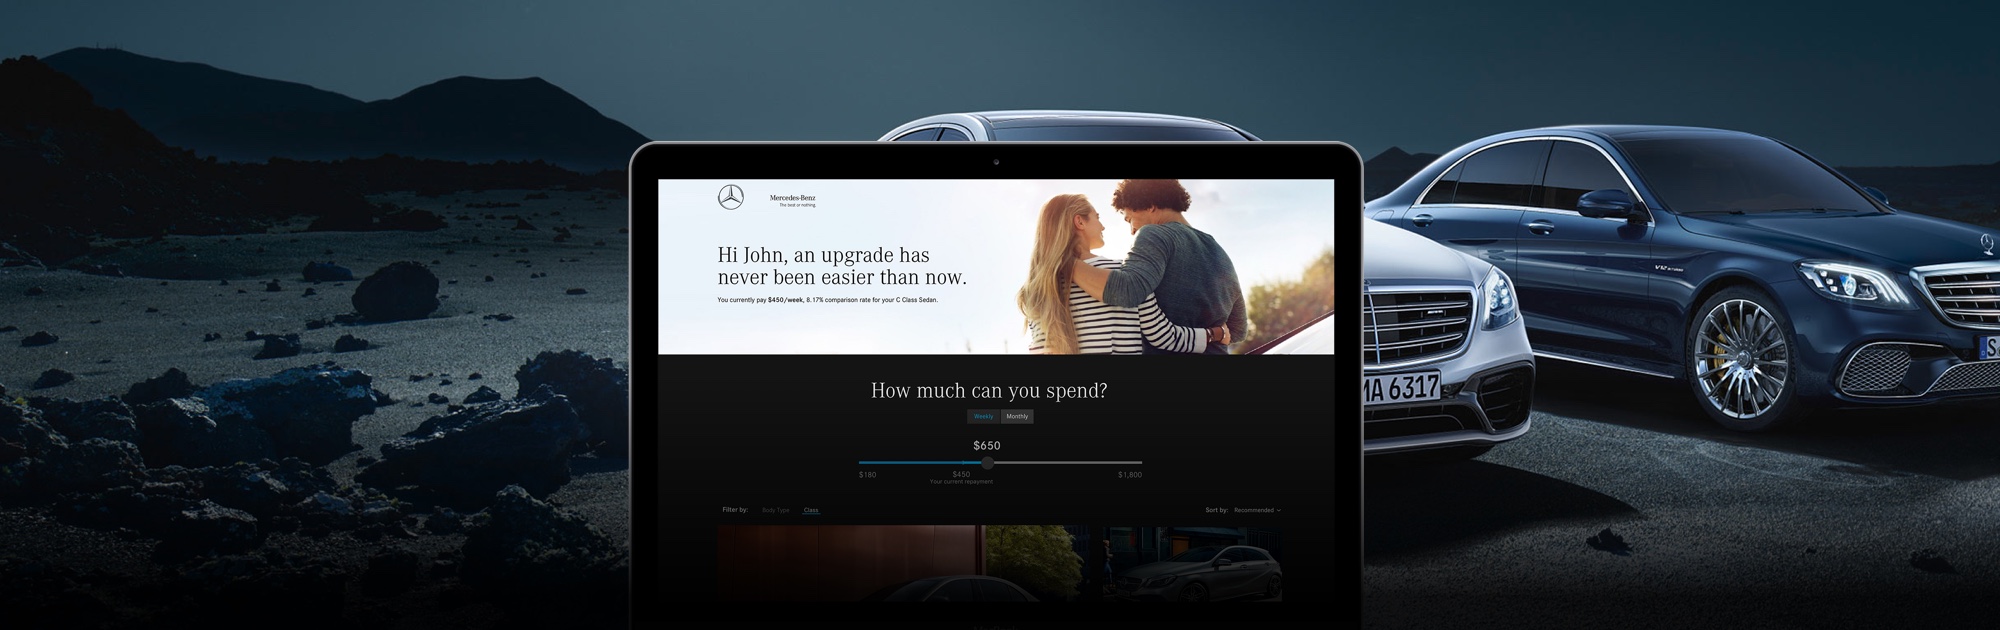 Mercedes-Benz
The best or nothing.
Hi John, an upgrade has
never been easier than now.
You currently pay $450/week, 8.17% comparison rate for your C Class Sedan.
How much can you spend?
Weekly Monthly
$650
$180 $450 $1,800
Your current repayment
Filter by: Body Type Class Sort by: Recommended
MA 6317
V12
S